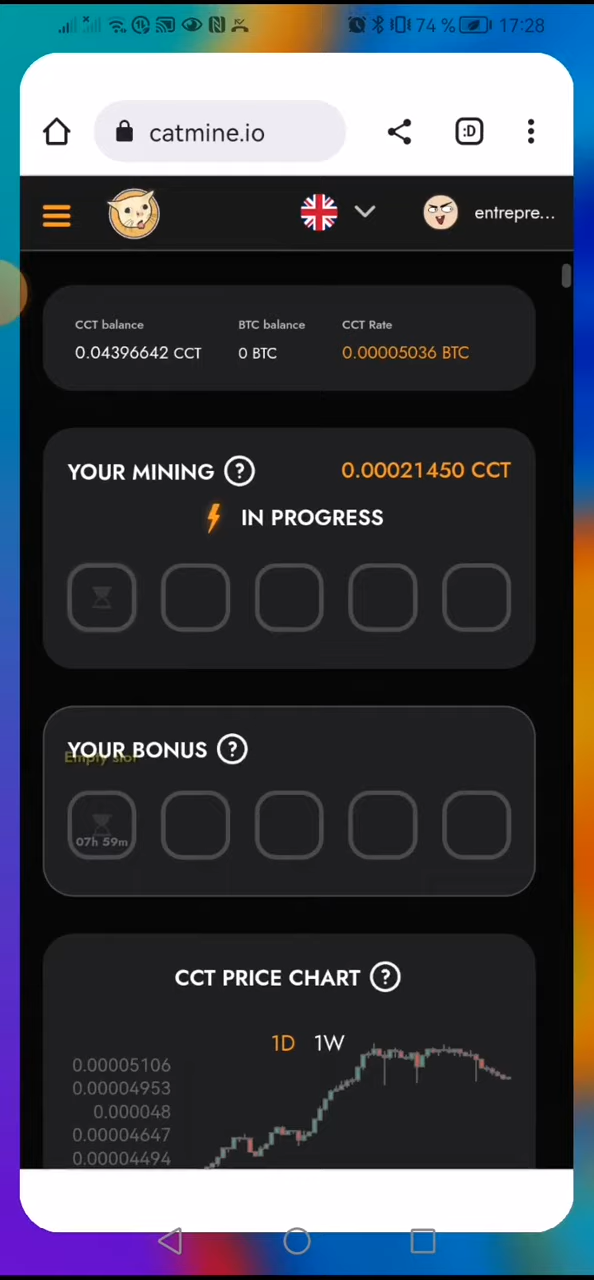 74 % 17:28
:D
catmine.io
entrepre...
CCT balance BTC balance CCT Rate
0.04396642 CCT 0 BTC 0.00005036 BTC
YOUR MINING ? 0.00021450 CCT
IN PROGRESS
YOUR BONUS ?
Empty slot
07h 59m
CCT PRICE CHART ?
1D 1W
0.00005106
0.00004953
0.000048
0.00004647
0.00004494